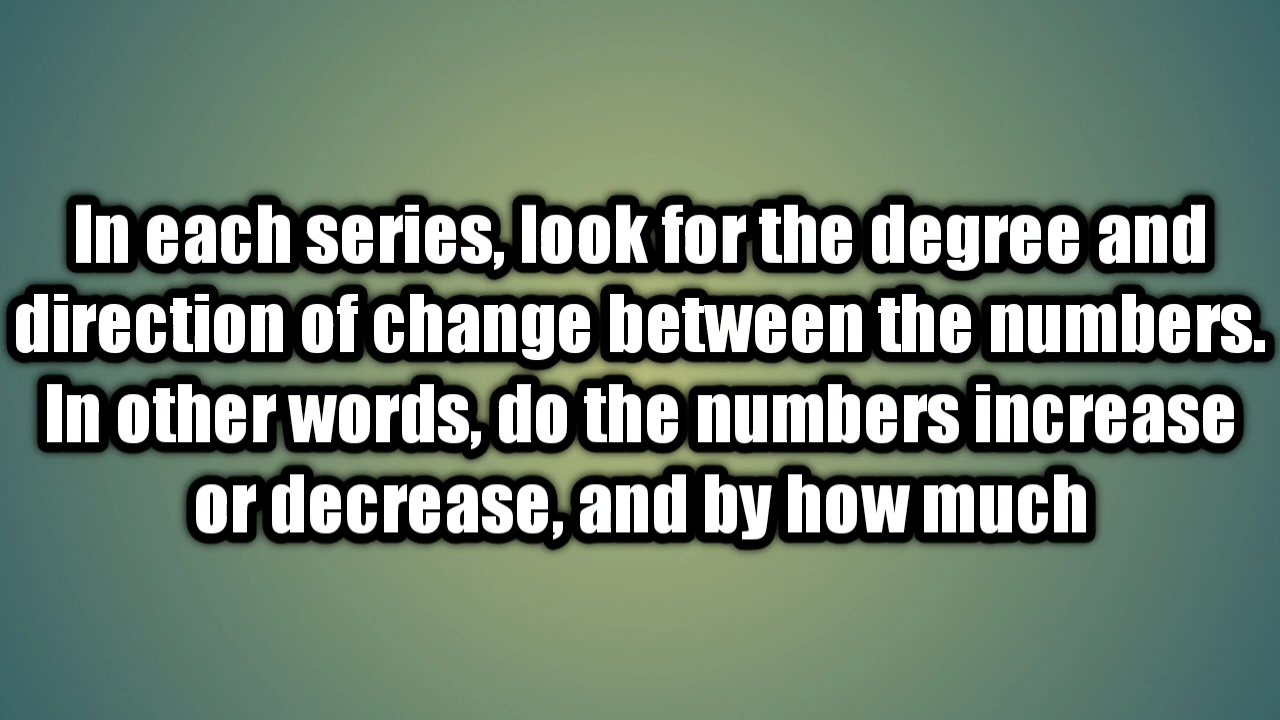 In each series, look for the degree and
direction of change between the numbers.
In other words, do the numbers increase
or decrease, and by how much